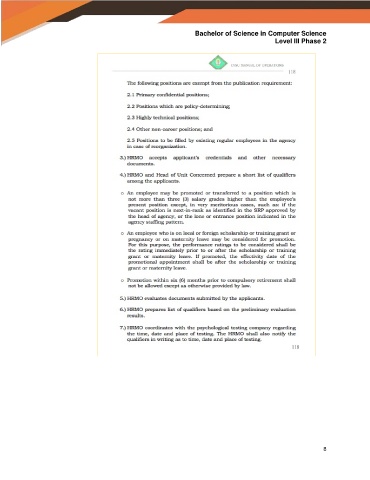 Bachelor of Science in Computer Science
Level III Phase 2
The following positions are exempt from the publication requirement:
2.1 Primary confidential positions;
2.2 Positions which are policy-determining;
2.3 Highly technical positions;
2.4 Other non-career positions; and
2.5 Positions to be filled by existing regular employees in the agency
in case of reorganization.
3.) HRMO accepts applicant's credentials and other necessary
documents.
4.) HRMO and Head of Unit Concerned prepare a short list of qualifiers
among the applicants.
o An employee may be promoted or transferred to a position which is
not more than three (3) salary grades higher than the employee's
present position except, in very meritorious cases, such as: if the
vacant position is next-in-rank as identified in the SRP approved by
the head of agency, or the lone or entrance position indicated in the
agency staffing pattern.
o An employee who is on local or foreign scholarship or training grant or
pregnancy or on maternity leave may be considered for promotion.
For this purpose, the performance ratings to be considered shall be
the rating immediately prior to or after the scholarship or training
grant or maternity leave. If promoted, the effectivity date of the
promotional appointment shall be after the scholarship or training
grant or maternity leave.
o Promotion within six (6) months prior to compulsory retirement shall
not be allowed except as otherwise provided by law.
5.) HRMO evaluates documents submitted by the applicants.
6.) HRMO prepares list of qualifiers based on the preliminary evaluation
results.
7.) HRMO coordinates with the psychological testing company regarding
the time, date and place of testing. The HRMO shall also notify the
qualifiers in writing as to time, date and place of testing.
8